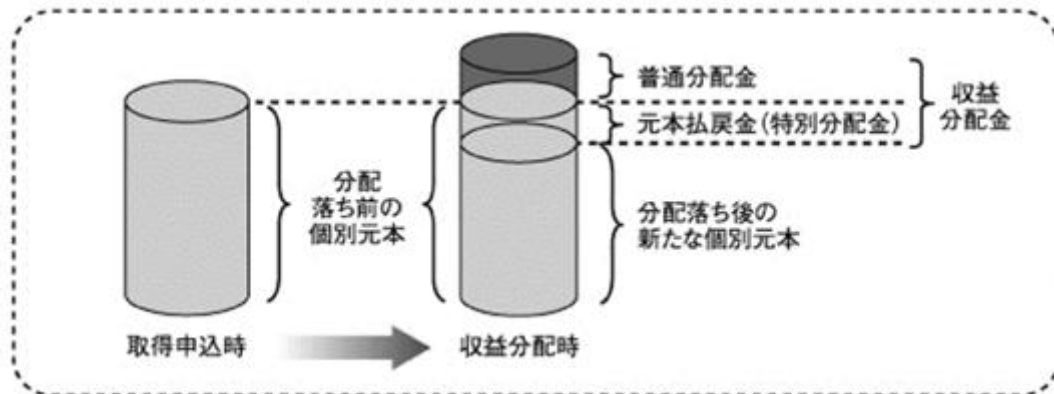 普通分配金
元本払戻金(特別分配金)
収益
分配金
分配
落ち前の
個別元本
分配落ち後の
新たな個別元本
取得申込時
収益分配時